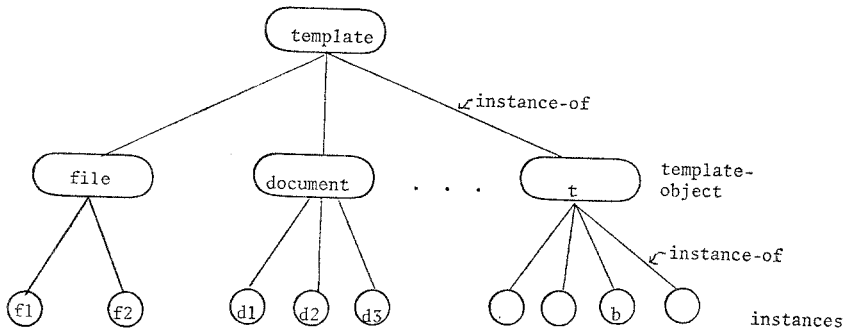 template
instance-of
file
document
. . .
t
template-
object
instance-of
f1
f2
d1
d2
d3
b
instances